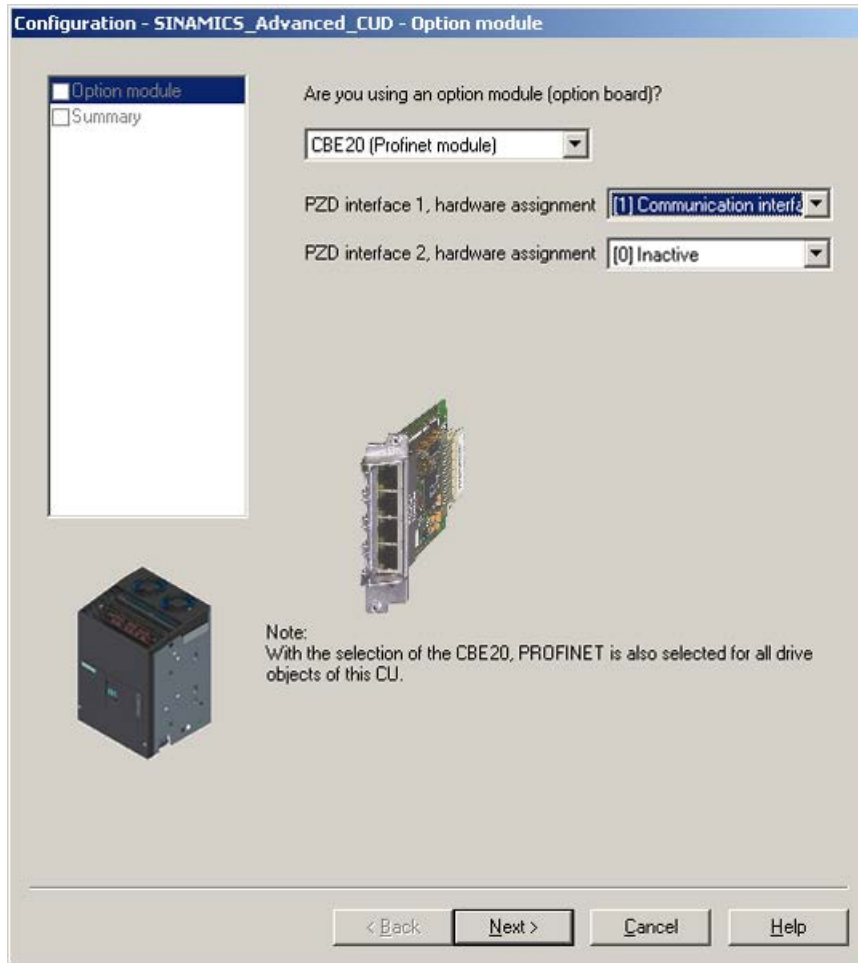 Configuration - SINAMICS_Advanced_CUD - Option module
Option module
Summary
Are you using an option module (option board)?
CBE20 (Profinet module)
PZD interface 1, hardware assignment [1] Communication interfa
PZD interface 2, hardware assignment [0] Inactive
Note:
With the selection of the CBE20, PROFINET is also selected for all drive
objects of this CU.
< Back Next > Cancel Help